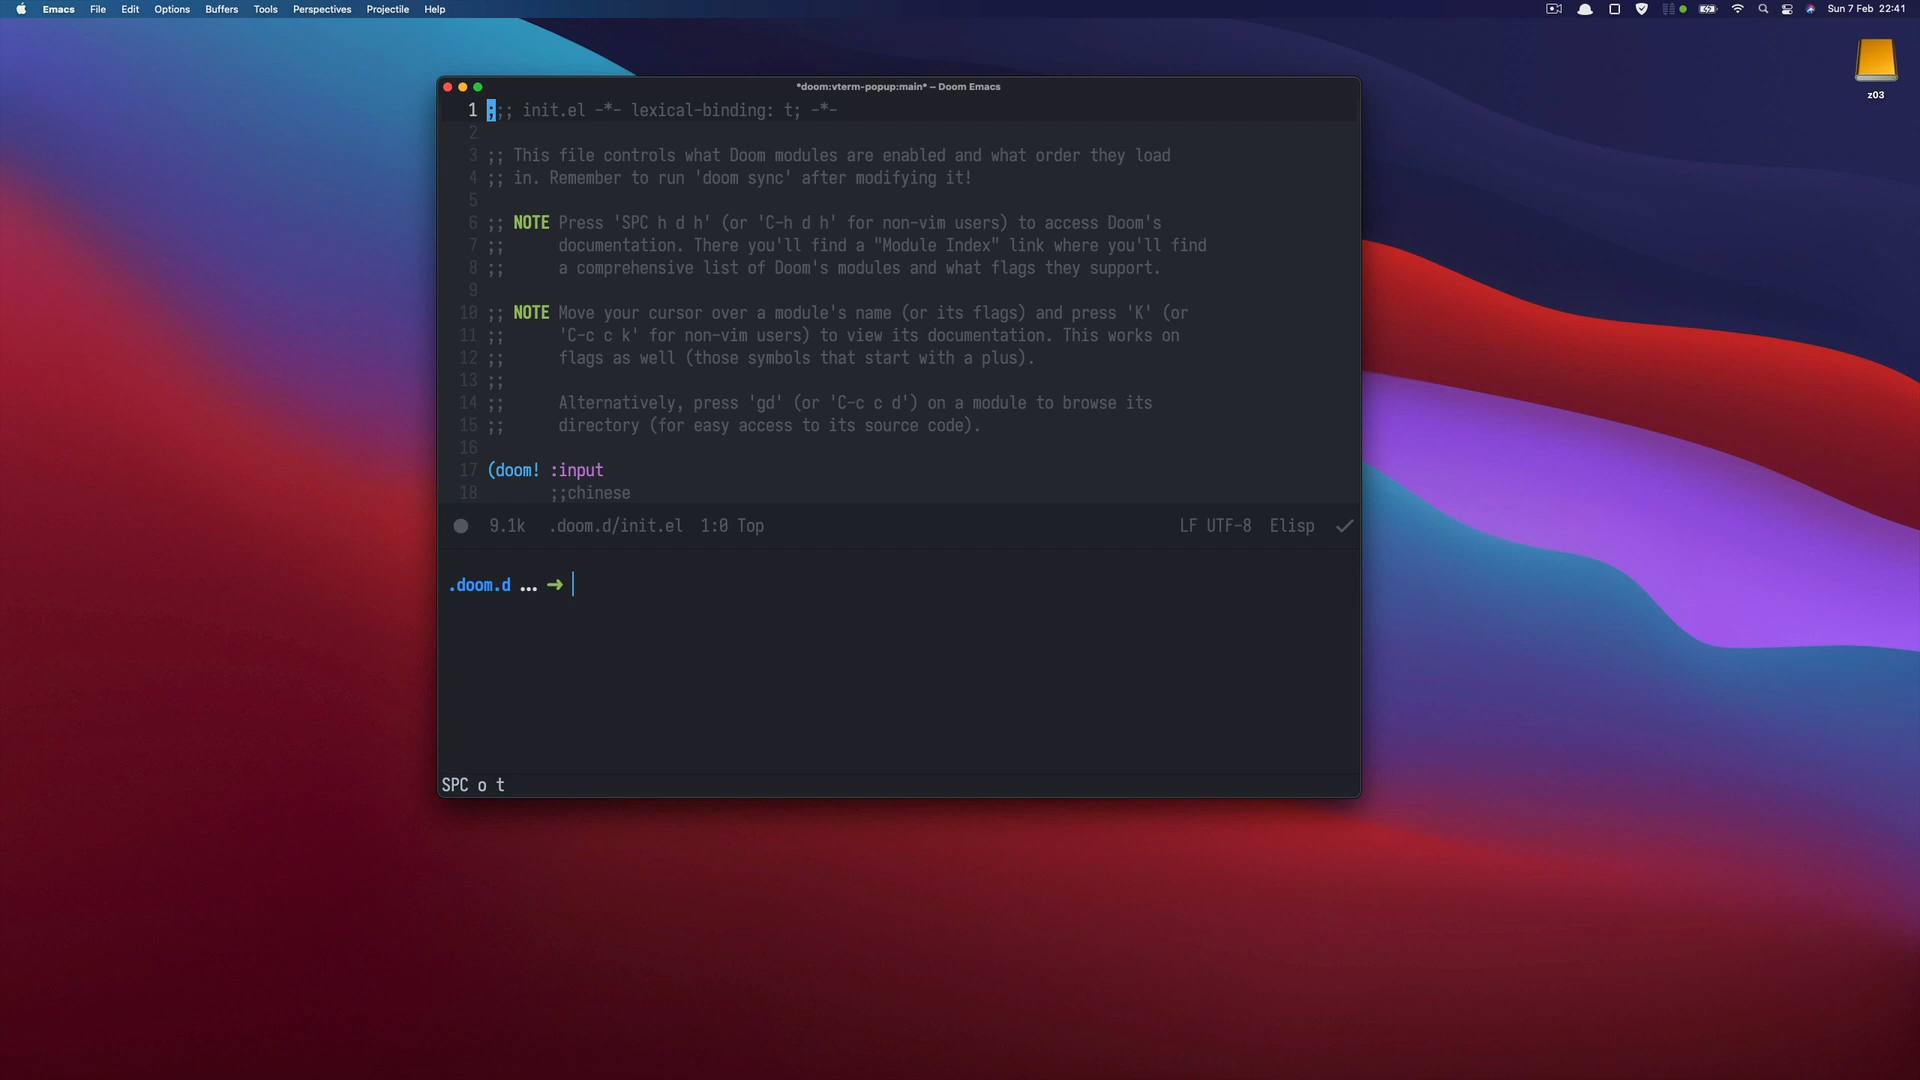 Emacs File Edit Options Buffers Tools Perspectives Projectile Help Sun 7 Feb 22:41
z03
*doom:vterm-popup:main* – Doom Emacs
1 ;;; init.el -*- lexical-binding: t; -*-
2
3 ;; This file controls what Doom modules are enabled and what order they load
4 ;; in. Remember to run 'doom sync' after modifying it!
5
6 ;; NOTE Press 'SPC h d h' (or 'C-h d h' for non-vim users) to access Doom's
7 ;; documentation. There you'll find a "Module Index" link where you'll find
8 ;; a comprehensive list of Doom's modules and what flags they support.
9
10 ;; NOTE Move your cursor over a module's name (or its flags) and press 'K' (or
11 ;; 'C-c c k' for non-vim users) to view its documentation. This works on
12 ;; flags as well (those symbols that start with a plus).
13 ;;
14 ;; Alternatively, press 'gd' (or 'C-c c d') on a module to browse its
15 ;; directory (for easy access to its source code).
16
17 (doom! :input
18 ;;chinese
9.1k .doom.d/init.el 1:0 Top LF UTF-8 Elisp
.doom.d ... ➜
SPC o t